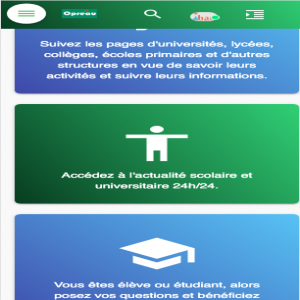 Opreau
Suivez les pages d'universités, lycées,
collèges, écoles primaires et d'autres
structures en vue de savoir leurs
activités et suivre leurs informations.
Accédez à l'actualité scolaire et
universitaire 24h/24.
Vous êtes élève ou étudiant, alors
posez vos questions et bénéficiez